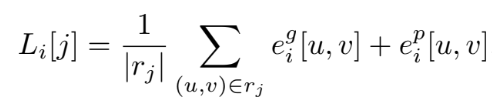 $L_i[j] = \frac{1}{|r_j|} \sum_{(u,v) \in r_j} e_i^g[u, v] + e_i^p[u, v]$